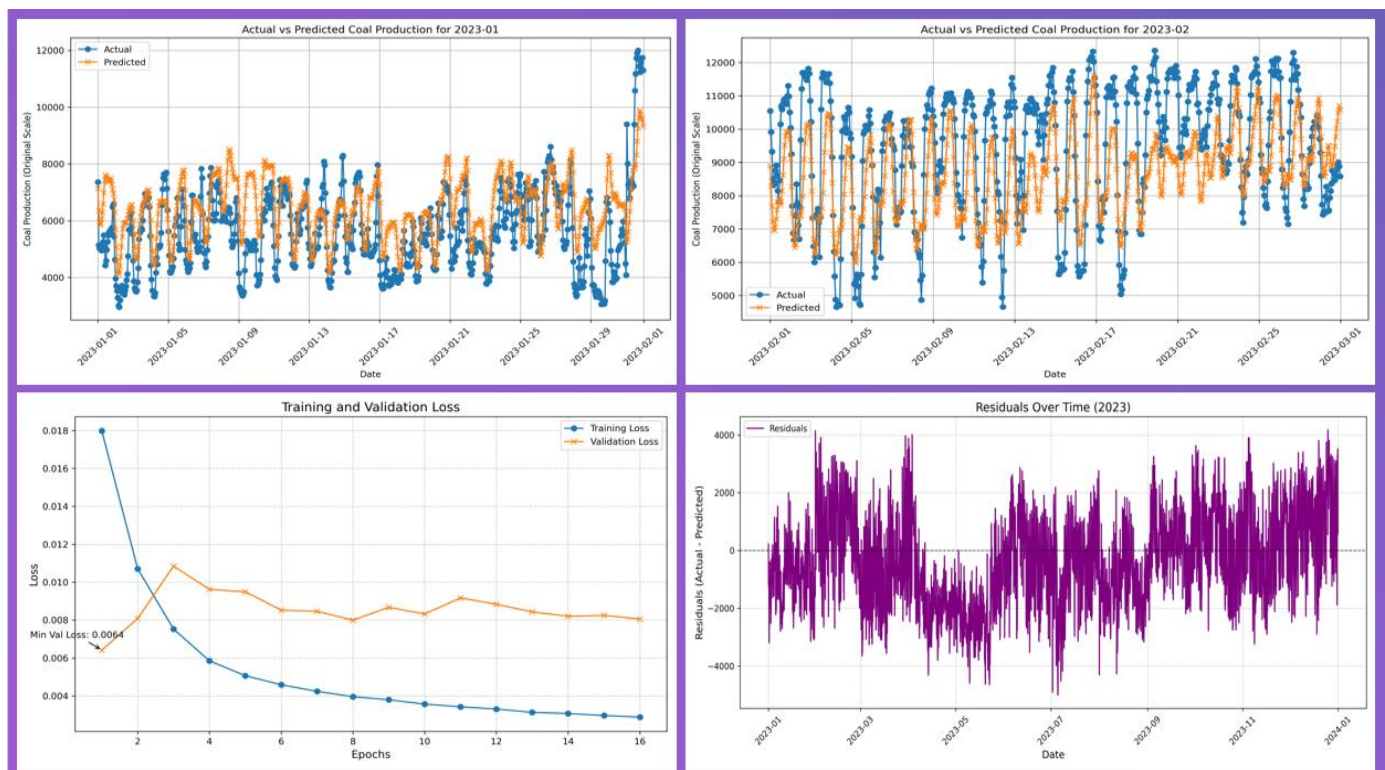 Actual vs Predicted Coal Production for 2023-01
Actual
Predicted
Coal Production (Original Scale)
12000
10000
8000
6000
4000
2023-01-01
2023-01-05
2023-01-09
2023-01-13
2023-01-17
2023-01-21
2023-01-25
2023-01-29
2023-02-01
Date
Actual vs Predicted Coal Production for 2023-02
Coal Production (Original Scale)
12000
11000
10000
9000
8000
7000
6000
5000
Actual
Predicted
2023-02-01
2023-02-05
2023-02-09
2023-02-13
2023-02-17
2023-02-21
2023-02-25
2023-03-01
Date
Training and Validation Loss
Training Loss
Validation Loss
Loss
0.018
0.016
0.014
0.012
0.010
0.008
0.006
0.004
Min Val Loss: 0.0064
2
4
6
8
10
12
14
16
Epochs
Residuals Over Time (2023)
Residuals
Residuals (Actual - Predicted)
4000
2000
0
−2000
−4000
2023-01
2023-03
2023-05
2023-07
2023-09
2023-11
2024-01
Date